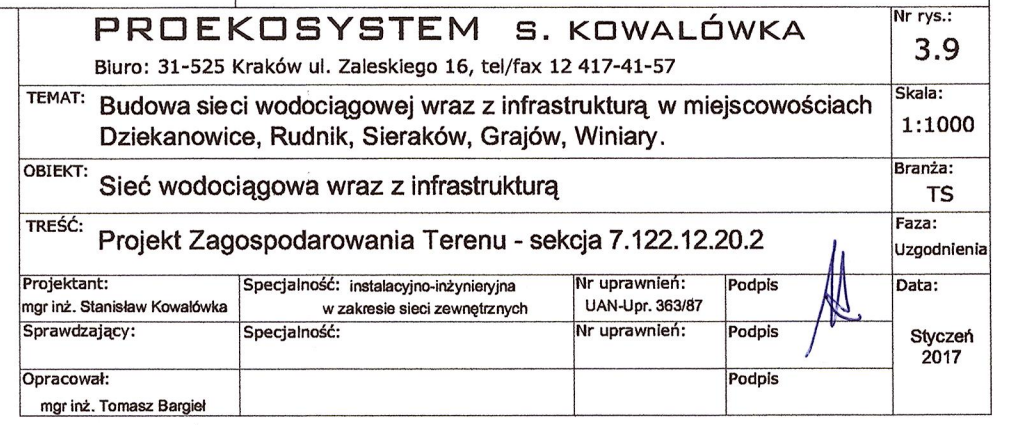 PROEKOSYSTEM S. KOWALÓWKA
Biuro: 31-525 Kraków ul. Zaleskiego 16, tel/fax 12 417-41-57
Nr rys.:
3.9
TEMAT: Budowa sieci wodociągowej wraz z infrastrukturą w miejscowościach
Dziekanowice, Rudnik, Sieraków, Grajów, Winiary.
Skala:
1:1000
OBIEKT: Sieć wodociągowa wraz z infrastrukturą
Branża:
TS
TREŚĆ: Projekt Zagospodarowania Terenu - sekcja 7.122.12.20.2
Faza:
Uzgodnienia
Projektant:
mgr inż. Stanisław Kowalówka
Specjalność: instalacyjno-inżynieryjna
w zakresie sieci zewnętrznych
Nr uprawnień:
UAN-Upr. 363/87
Podpis
Data:
Styczeń
2017
Sprawdzający:
Specjalność:
Nr uprawnień:
Podpis
Opracował:
mgr inż. Tomasz Bargieł
Podpis